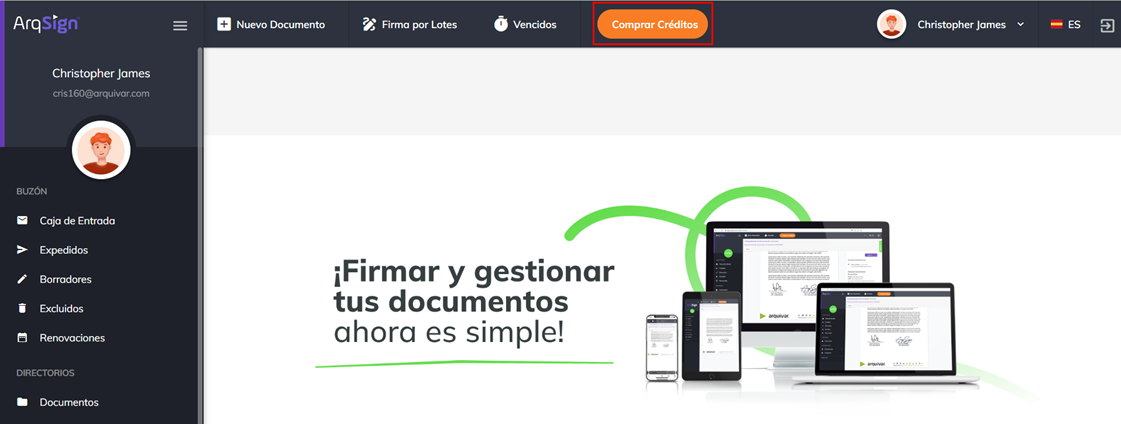 ArqSign
Nuevo Documento
Firma por Lotes
Vencidos
Comprar Créditos
Christopher James
ES
Christopher James
cris160@arquivar.com
BUZÓN
Caja de Entrada
Expedidos
Borradores
Excluidos
Renovaciones
DIRECTORIOS
Documentos
¡Firmar y gestionar
tus documentos
ahora es simple!
arquivar
arquivar